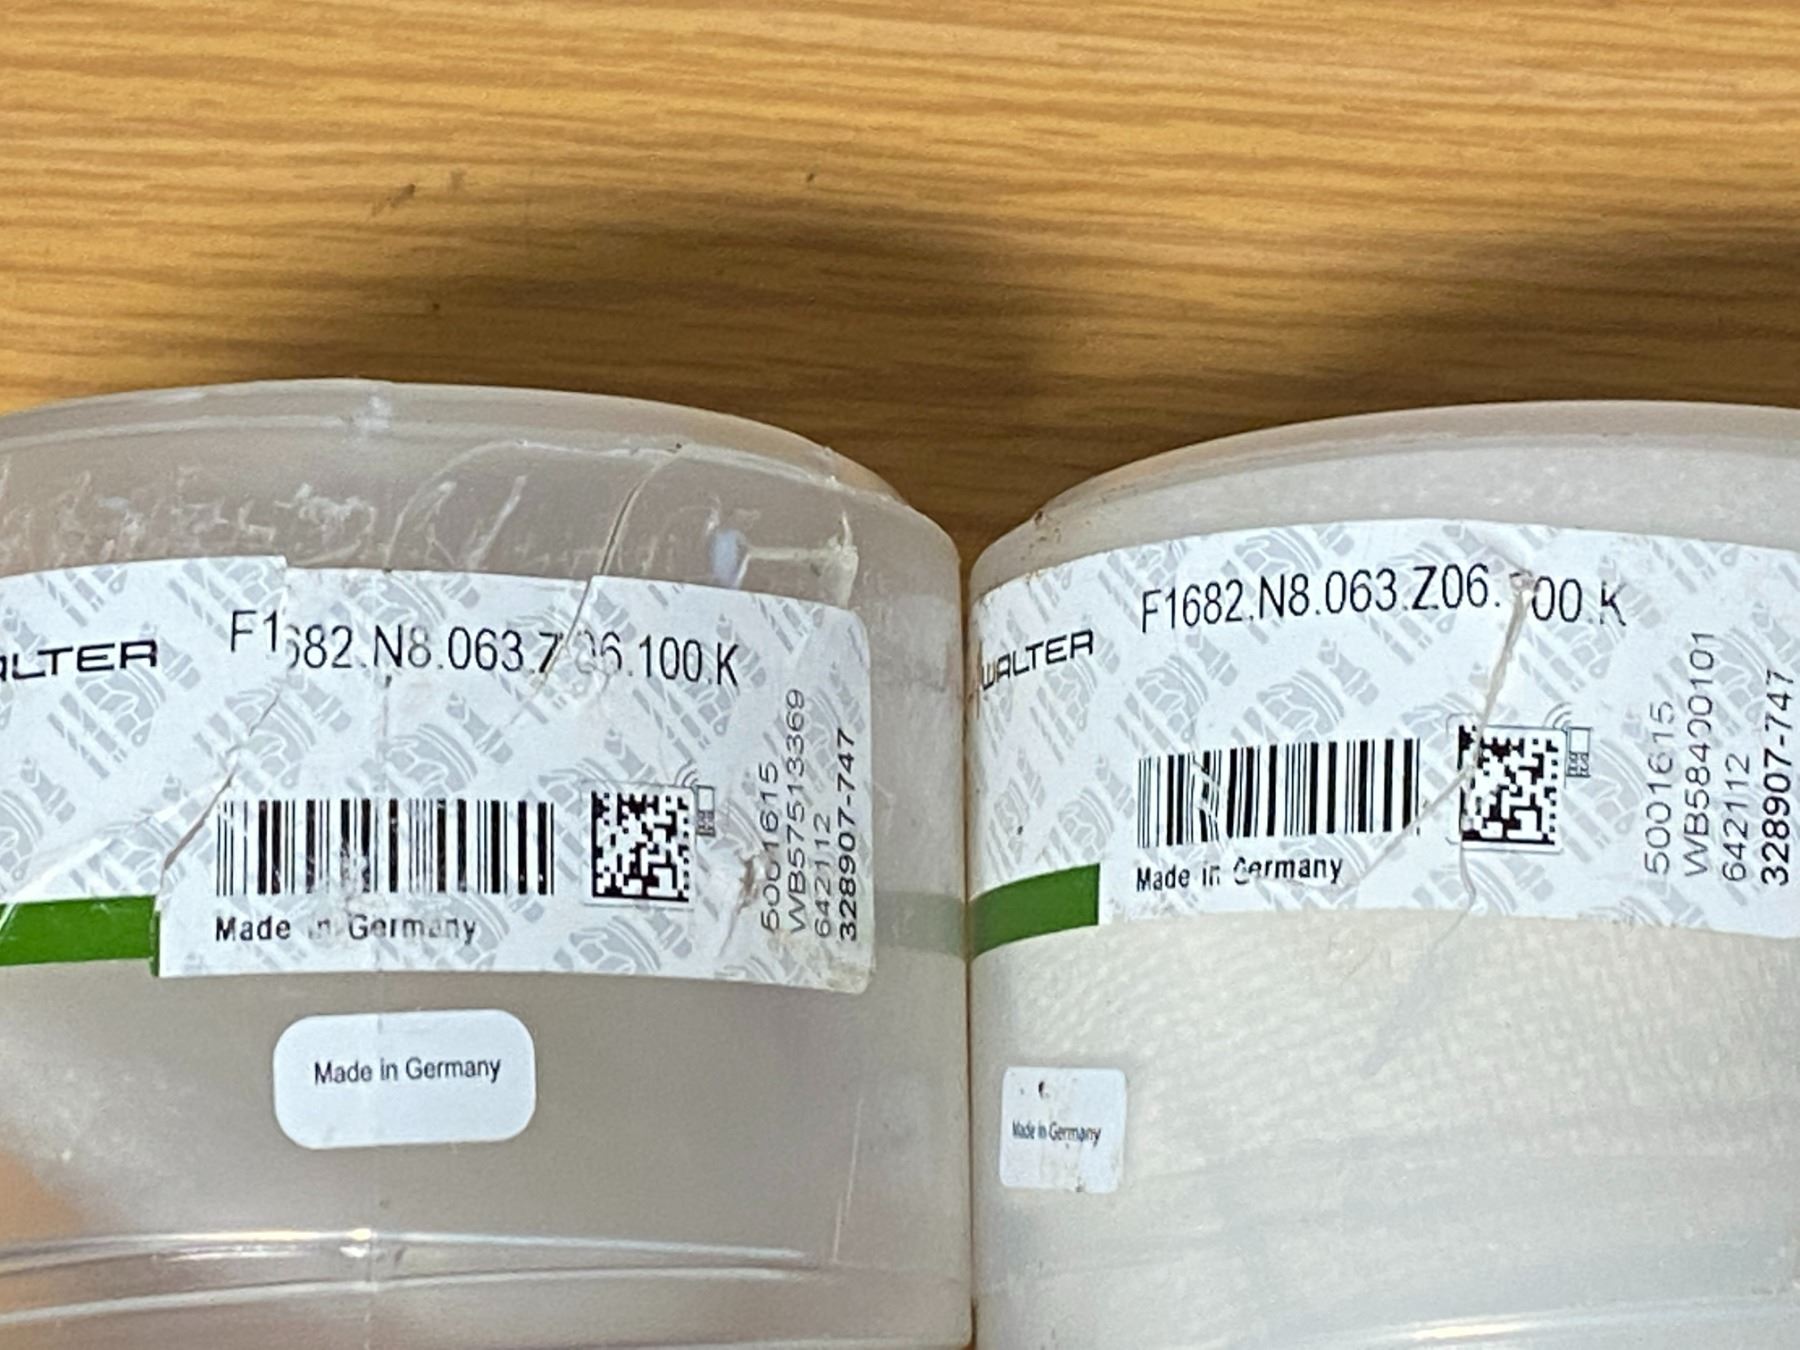 WALTER
F1682.N8.063.Z06.100.K
Made in Germany
5001615
WB57513369
642112
328907-747
Made in Germany
WALTER
F1682.N8.063.Z06.100.K
Made in Germany
5001615
WB58400101
642112
328907-747
Made in Germany